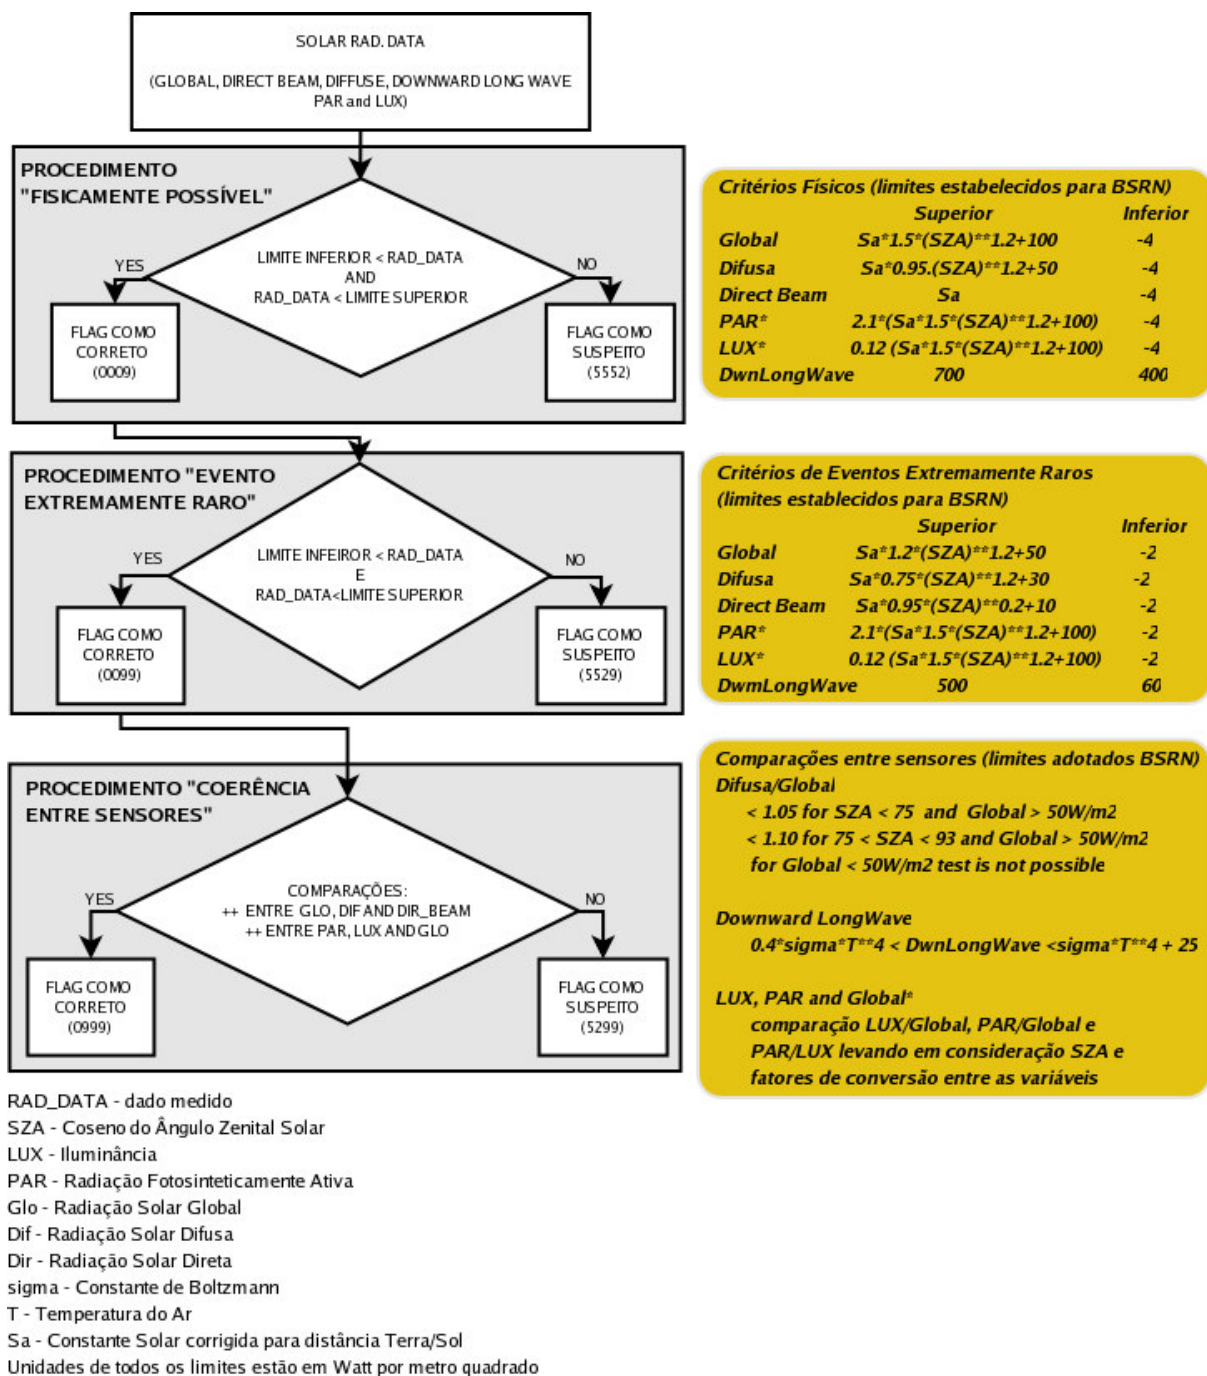 SOLAR RAD. DATA
(GLOBAL, DIRECT BEAM, DIFFUSE, DOWNWARD LONG WAVE
PAR and LUX)
PROCEDIMENTO
"FISICAMENTE POSSÍVEL"
LIMITE INFERIOR < RAD_DATA
AND
RAD_DATA < LIMITE SUPERIOR
YES
NO
FLAG COMO
CORRETO
(0009)
FLAG COMO
SUSPEITO
(5552)
Critérios Físicos (limites estabelecidos para BSRN)
Superior Inferior
Global Sa*1.5*(SZA)**1.2+100 -4
Difusa Sa*0.95.(SZA)**1.2+50 -4
Direct Beam Sa -4
PAR* 2.1*(Sa*1.5*(SZA)**1.2+100) -4
LUX* 0.12 (Sa*1.5*(SZA)**1.2+100) -4
DwnLongWave 700 400
PROCEDIMENTO "EVENTO
EXTREMAMENTE RARO"
LIMITE INFEIROR < RAD_DATA
E
RAD_DATA<LIMITE SUPERIOR
YES
NO
FLAG COMO
CORRETO
(0099)
FLAG COMO
SUSPEITO
(5529)
Critérios de Eventos Extremamente Raros
(limites establecidos para BSRN)
Superior Inferior
Global Sa*1.2*(SZA)**1.2+50 -2
Difusa Sa*0.75*(SZA)**1.2+30 -2
Direct Beam Sa*0.95*(SZA)**0.2+10 -2
PAR* 2.1*(Sa*1.5*(SZA)**1.2+100) -2
LUX* 0.12 (Sa*1.5*(SZA)**1.2+100) -2
DwmLongWave 500 60
PROCEDIMENTO "COERÊNCIA
ENTRE SENSORES"
COMPARAÇÕES:
++ ENTRE GLO, DIF AND DIR_BEAM
++ ENTRE PAR, LUX AND GLO
YES
NO
FLAG COMO
CORRETO
(0999)
FLAG COMO
SUSPEITO
(5299)
Comparações entre sensores (limites adotados BSRN)
Difusa/Global
< 1.05 for SZA < 75 and Global > 50W/m2
< 1.10 for 75 < SZA < 93 and Global > 50W/m2
for Global < 50W/m2 test is not possible
Downward LongWave
0.4*sigma*T**4 < DwnLongWave <sigma*T**4 + 25
LUX, PAR and Global*
comparação LUX/Global, PAR/Global e
PAR/LUX levando em consideração SZA e
fatores de conversão entre as variáveis
RAD_DATA - dado medido
SZA - Coseno do Ângulo Zenital Solar
LUX - Iluminância
PAR - Radiação Fotosinteticamente Ativa
Glo - Radiação Solar Global
Dif - Radiação Solar Difusa
Dir - Radiação Solar Direta
sigma - Constante de Boltzmann
T - Temperatura do Ar
Sa - Constante Solar corrigida para distância Terra/Sol
Unidades de todos os limites estão em Watt por metro quadrado